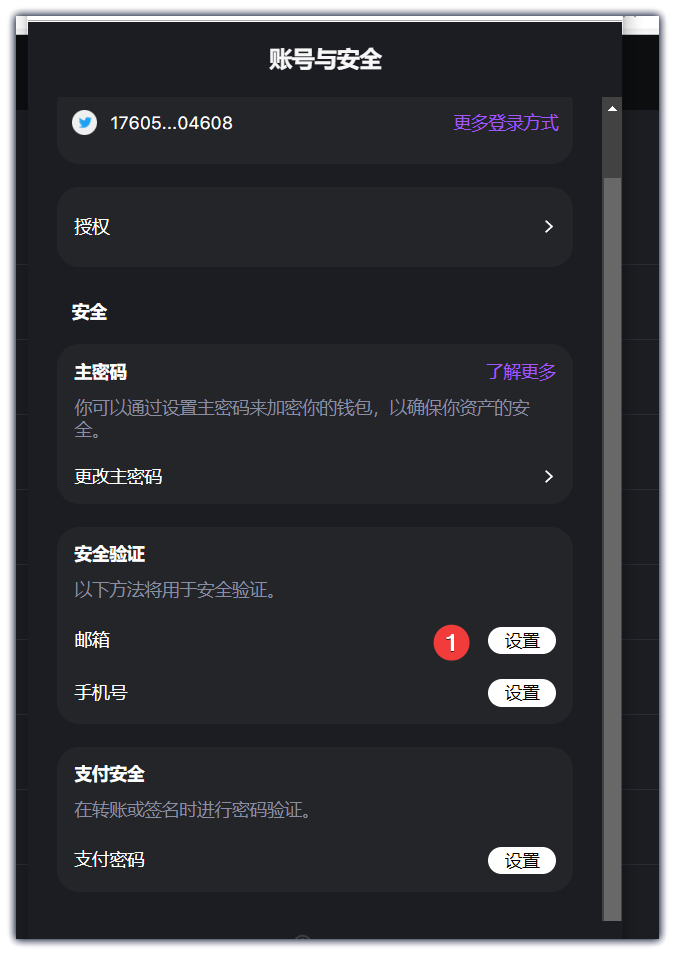 账号与安全
17605...04608 更多登录方式
授权
安全
主密码 了解更多
你可以通过设置主密码来加密你的钱包，以确保你资产的安
全。
更改主密码
安全验证
以下方法将用于安全验证。
邮箱 1 设置
手机号 设置
支付安全
在转账或签名时进行密码验证。
支付密码 设置